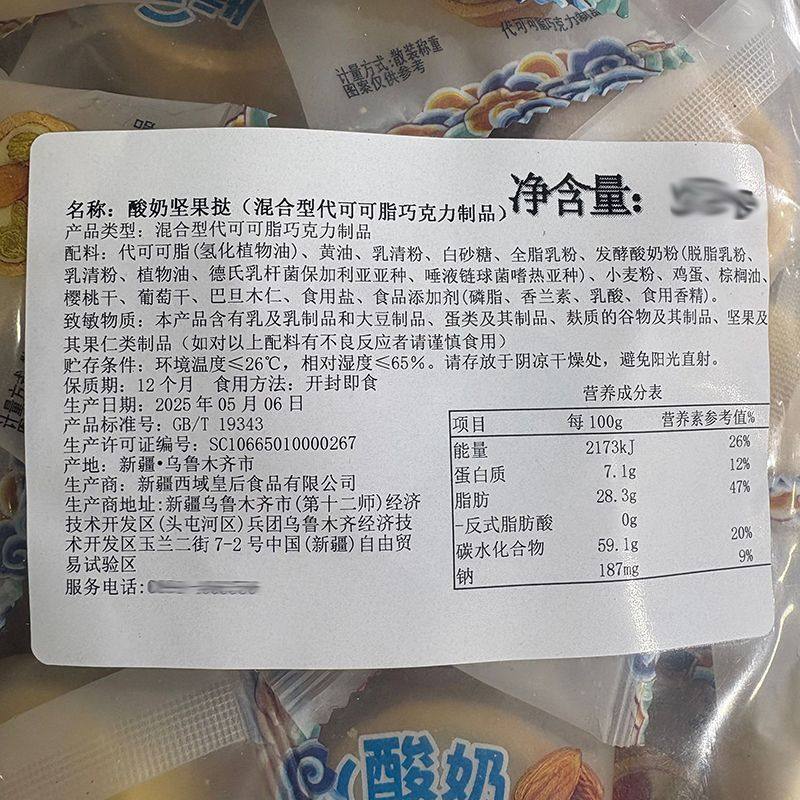 计量方式:散装称重
图案仅供参考
代可可脂巧克力制品
净含量:
名称: 酸奶坚果挞（混合型代可可脂巧克力制品）
产品类型: 混合型代可可脂巧克力制品
配料: 代可可脂(氢化植物油)、黄油、乳清粉、白砂糖、全脂乳粉、发酵酸奶粉(脱脂乳粉、
乳清粉、植物油、德氏乳杆菌保加利亚亚种、唾液链球菌嗜热亚种)、小麦粉、鸡蛋、棕榈油、
樱桃干、葡萄干、巴旦木仁、食用盐、食品添加剂(磷脂、香兰素、乳酸、食用香精)。
致敏物质: 本产品含有乳及乳制品和大豆制品、蛋类及其制品、麸质的谷物及其制品、坚果及
其果仁类制品（如对以上配料有不良反应者请谨慎食用）
贮存条件: 环境温度≤26℃，相对湿度≤65%。请存放于阴凉干燥处，避免阳光直射。
保质期: 12个月 食用方法: 开封即食
生产日期: 2025年05月06日
产品标准号: GB/T 19343
生产许可证编号: SC10665010000267
产地: 新疆•乌鲁木齐市
生产商: 新疆西域皇后食品有限公司
生产商地址:新疆乌鲁木齐市(第十二师)经济
技术开发区(头屯河区)兵团乌鲁木齐经济技
术开发区玉兰二街7-2号中国(新疆)自由贸
易试验区
服务电话:
营养成分表
项目 每100g 营养素参考值%
能量 2173kJ 26%
蛋白质 7.1g 12%
脂肪 28.3g 47%
-反式脂肪酸 0g
碳水化合物 59.1g 20%
钠 187mg 9%
酸奶